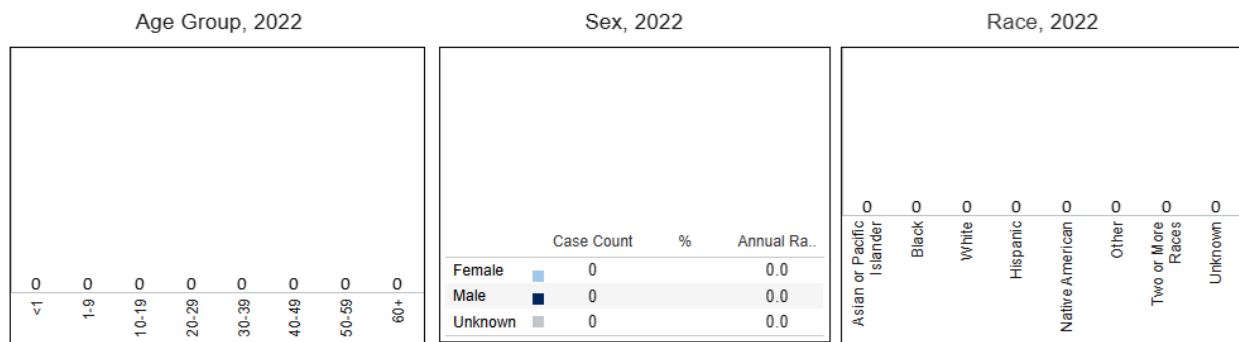 Age Group, 2022
0 0 0 0 0 0 0 0
<1 1-9 10-19 20-29 30-39 40-49 50-59 60+
Sex, 2022
Case Count % Annual Ra..
Female 0 0.0
Male 0 0.0
Unknown 0 0.0
Race, 2022
0 0 0 0 0 0 0 0
Asian or Pacific
Islander
Black
White
Hispanic
Native American
Other
Two or More
Races
Unknown